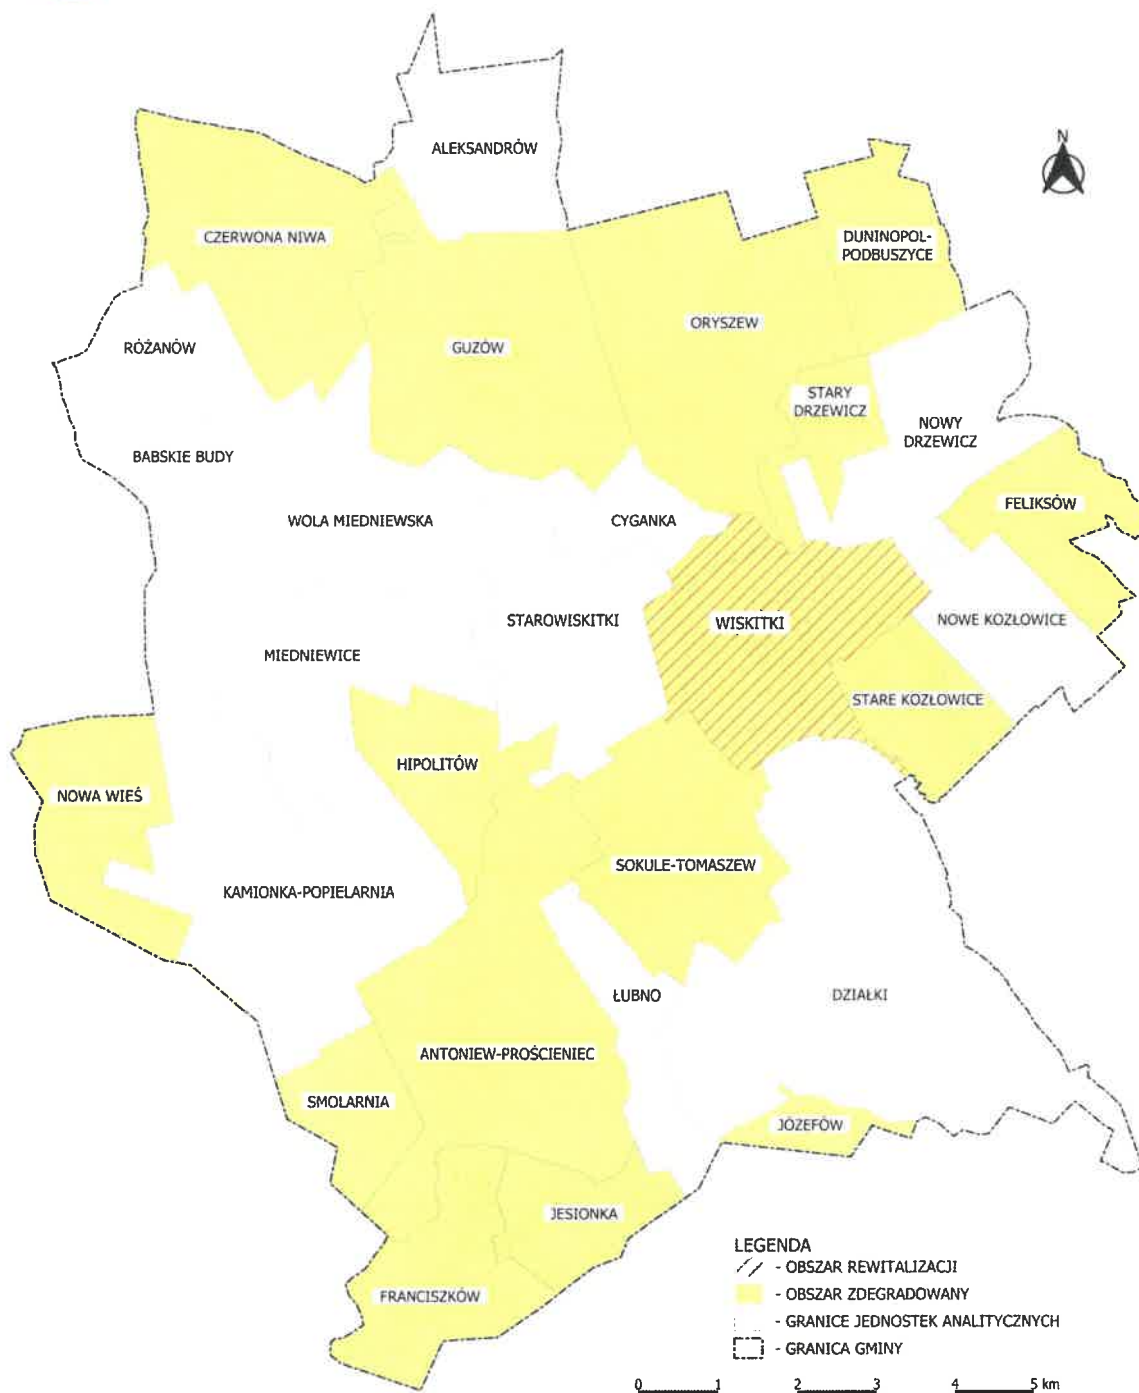 N
ALEKSANDRÓW
CZERWONA NIWA
DUNINOPOL-
PODBUSZYCE
ORYSZEW
RÓŻANÓW
GUZÓW
STARY
DRZEWICZ
NOWY
DRZEWICZ
BABSKIE BUDY
FELIKSÓW
WOLA MIEDNIEWSKA
CYGANKA
STAROWISKITKI
WISKITKI
NOWE KOZŁOWICE
MIEDNIEWICE
STARE KOZŁOWICE
HIPOLITÓW
NOWA WIEŚ
SOKULE-TOMASZEW
KAMIONKA-POPIELARNIA
ŁUBNO
DZIAŁKI
ANTONIEW-PROŚCIENIEC
SMOLARNIA
JÓZEFÓW
JESIONKA
FRANCISZKÓW
LEGENDA
- OBSZAR REWITALIZACJI
- OBSZAR ZDEGRADOWANY
- GRANICE JEDNOSTEK ANALITYCZNYCH
- GRANICA GMINY
0 1 2 3 4 5 km